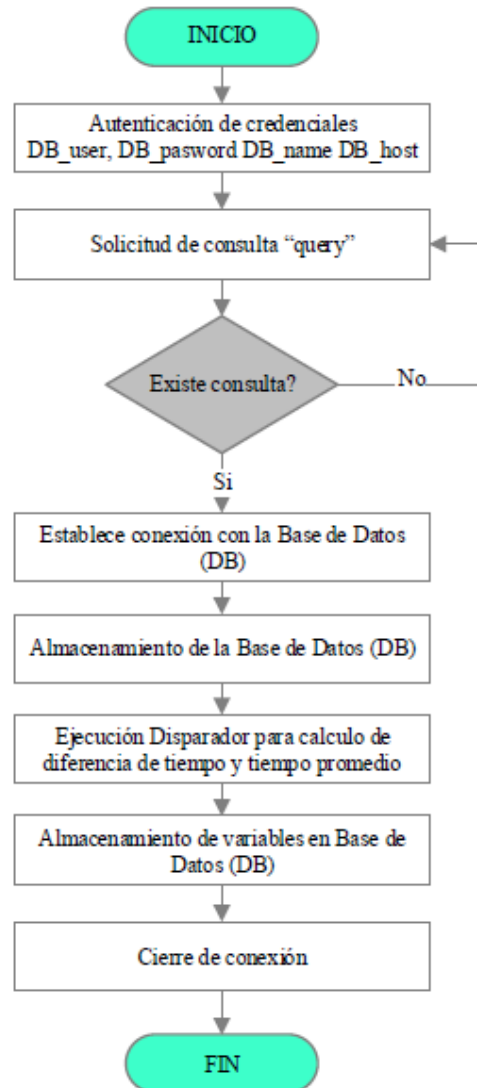 INICIO
Autenticación de credenciales
DB_user, DB_pasword DB_name DB_host
Solicitud de consulta “query”
Existe consulta?
No
Si
Establece conexión con la Base de Datos
(DB)
Almacenamiento de la Base de Datos (DB)
Ejecución Disparador para calculo de
diferencia de tiempo y tiempo promedio
Almacenamiento de variables en Base de
Datos (DB)
Cierre de conexión
FIN